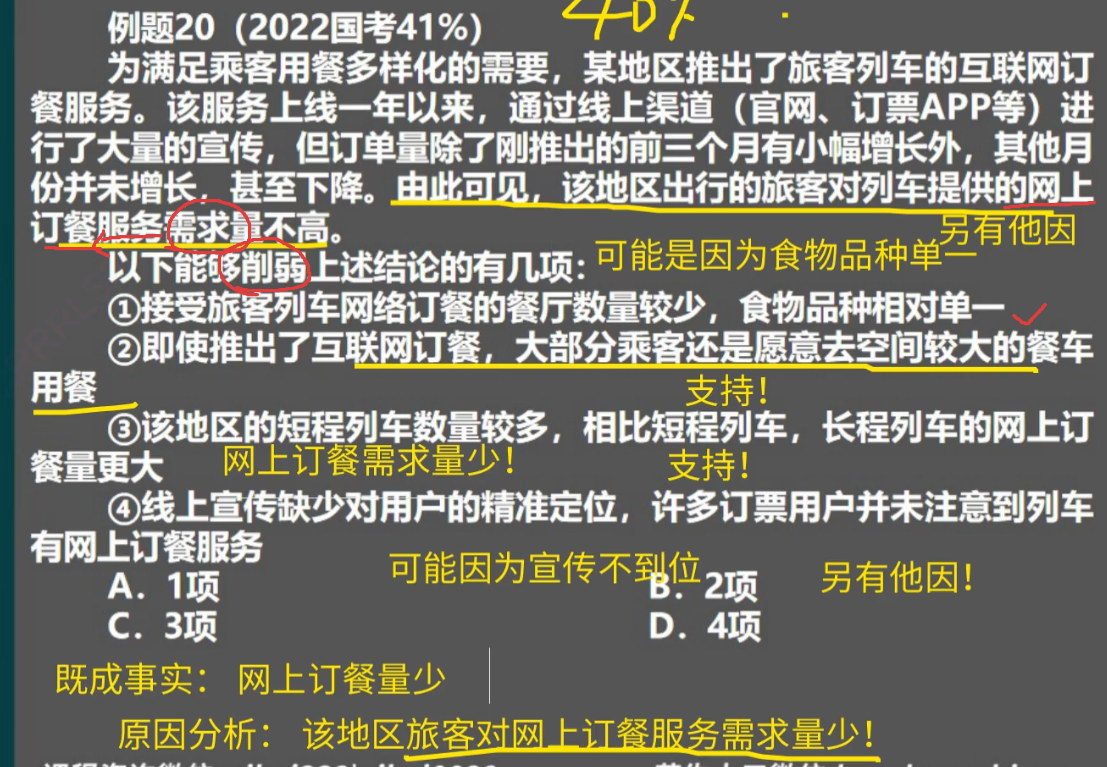 40%
例题20（2022国考41%）
为满足乘客用餐多样化的需要，某地区推出了旅客列车的互联网订
餐服务。该服务上线一年以来，通过线上渠道（官网、订票APP等）进
行了大量的宣传，但订单量除了刚推出的前三个月有小幅增长外，其他月
份并未增长，甚至下降。由此可见，该地区出行的旅客对列车提供的网上
订餐服务需求量不高。
另有他因
可能是因为食物品种单一
以下能够削弱上述结论的有几项：
①接受旅客列车网络订餐的餐厅数量较少，食物品种相对单一
②即使推出了互联网订餐，大部分乘客还是愿意去空间较大的餐车
用餐
支持！
③该地区的短程列车数量较多，相比短程列车，长程列车的网上订
餐量更大
网上订餐需求量少！
支持！
④线上宣传缺少对用户的精准定位，许多订票用户并未注意到列车
有网上订餐服务
可能因为宣传不到位
另有他因！
A．1项
B．2项
C．3项
D．4项
既成事实： 网上订餐量少
原因分析： 该地区旅客对网上订餐服务需求量少！